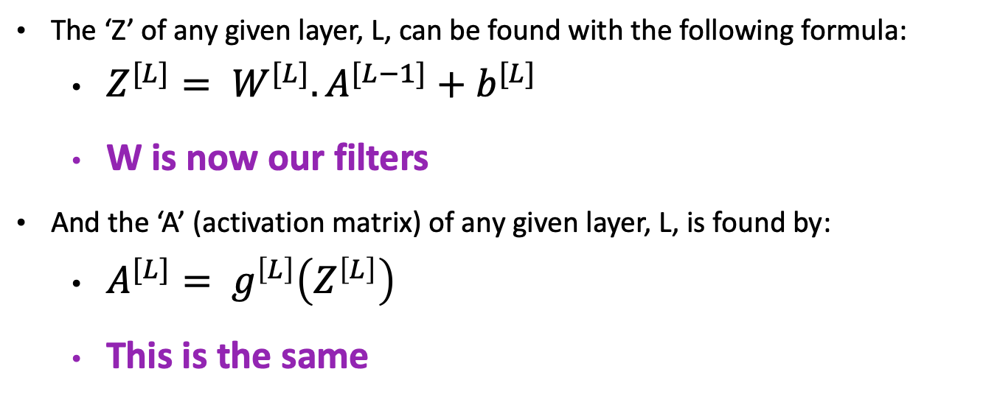 • The ‘Z’ of any given layer, L, can be found with the following formula:
• Z^[L] = W^[L]. A^[L−1] + b^[L]
• W is now our filters
• And the ‘A’ (activation matrix) of any given layer, L, is found by:
• A^[L] = g^[L](Z^[L])
• This is the same